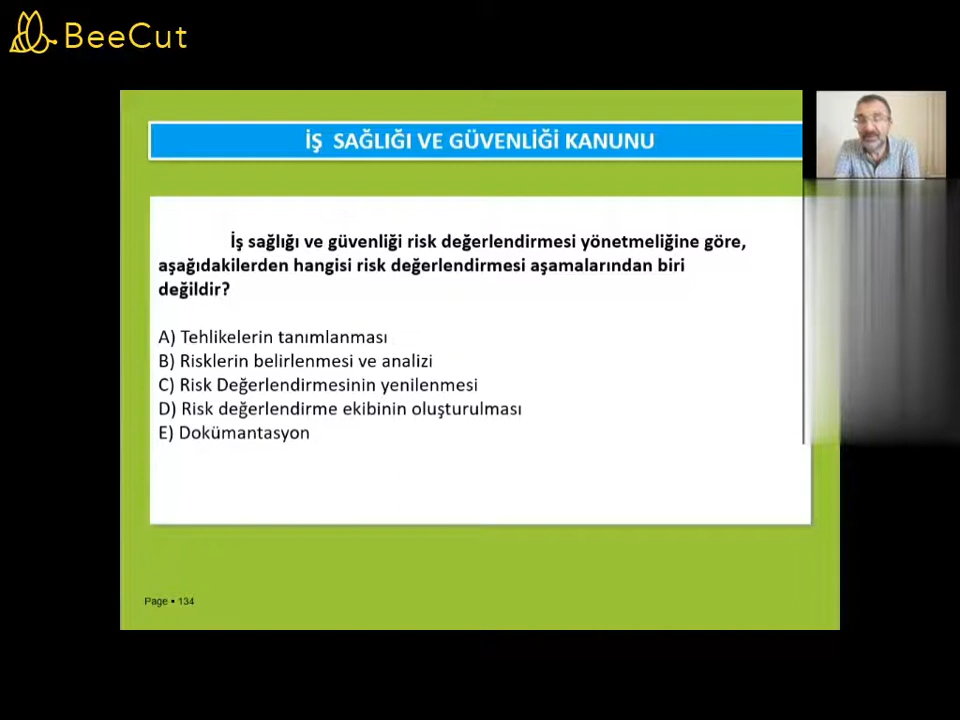 BeeCut
İŞ SAĞLIĞI VE GÜVENLİĞİ KANUNU
İş sağlığı ve güvenliği risk değerlendirmesi yönetmeliğine göre,
aşağıdakilerden hangisi risk değerlendirmesi aşamalarından biri
değildir?
A) Tehlikelerin tanımlanması
B) Risklerin belirlenmesi ve analizi
C) Risk Değerlendirmesinin yenilenmesi
D) Risk değerlendirme ekibinin oluşturulması
E) Dokümantasyon
Page ▪ 134